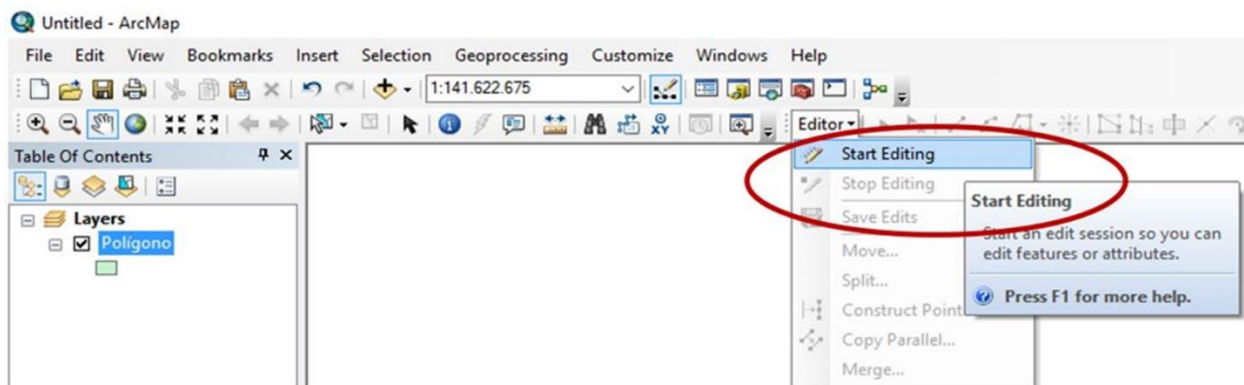 Untitled - ArcMap
File Edit View Bookmarks Insert Selection Geoprocessing Customize Windows Help
1:141.622.675
Editor
Table Of Contents
Start Editing
Stop Editing
Start Editing
Layers
Save Edits
Start an edit session so you can
Polígono
Move...
edit features or attributes.
Split...
Press F1 for more help.
Construct Point
Copy Parallel...
Merge...